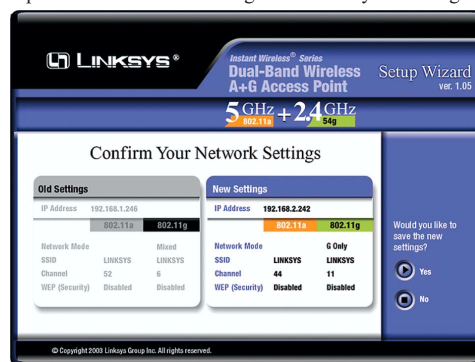 LINKSYS®
Instant Wireless® Series
Dual-Band Wireless
A+G Access Point
Setup Wizard
ver. 1.05
5 GHz + 2.4 GHz
802.11a 54g
Confirm Your Network Settings
Old Settings
IP Address 192.168.1.246
802.11a 802.11g
Network Mode Mixed
SSID LINKSYS LINKSYS
Channel 52 6
WEP (Security) Disabled Disabled
New Settings
IP Address 192.168.2.242
802.11a 802.11g
Network Mode G Only
SSID LINKSYS LINKSYS
Channel 44 11
WEP (Security) Disabled Disabled
Would you like to
save the new
settings?
Yes
No
© Copyright 2003 Linksys Group Inc. All rights reserved.